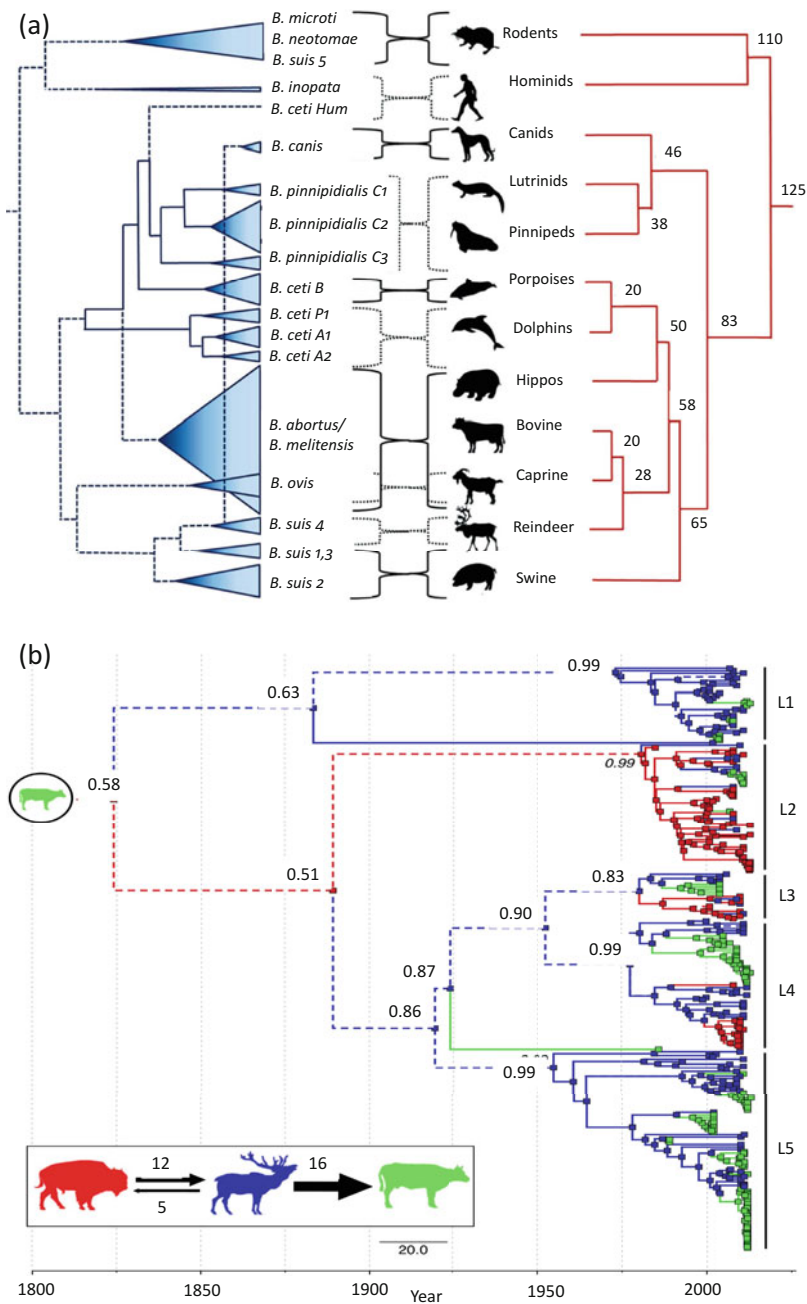 (a)
B. microti
B. neotomae
B. suis 5
B. inopata
B. ceti Hum
B. canis
B. pinnipidialis C1
B. pinnipidialis C2
B. pinnipidialis C3
B. ceti B
B. ceti P1
B. ceti A1
B. ceti A2
B. abortus/
B. melitensis
B. ovis
B. suis 4
B. suis 1,3
B. suis 2
Rodents
Hominids
Canids
Lutrinids
Pinnipeds
Porpoises
Dolphins
Hippos
Bovine
Caprine
Reindeer
Swine
110
46
125
38
20
50
83
58
20
28
65
(b)
0.99
0.63
L1
0.58
0.99
L2
0.51
0.83
L3
0.90
0.99
0.87
L4
0.86
0.99
L5
12
16
5
20.0
1800
1850
1900
1950
2000
Year